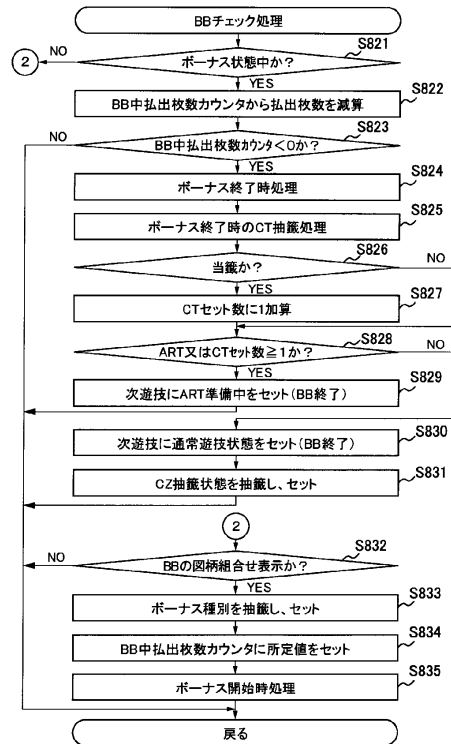 BBチェック処理
S821
ボーナス状態中か?
NO
2
YES
S822
BB中払出枚数カウンタから払出枚数を減算
S823
NO
BB中払出枚数カウンタ<0か?
YES
S824
ボーナス終了時処理
S825
ボーナス終了時のCT抽籤処理
S826
当籤か?
NO
YES
S827
CTセット数に1加算
S828
ART又はCTセット数≧1か?
NO
YES
S829
次遊技にART準備中をセット(BB終了)
S830
次遊技に通常遊技状態をセット(BB終了)
S831
CZ抽籤状態を抽籤し、セット
2
S832
NO
BBの図柄組合せ表示か?
YES
S833
ボーナス種別を抽籤し、セット
S834
BB中払出枚数カウンタに所定値をセット
S835
ボーナス開始時処理
戻る